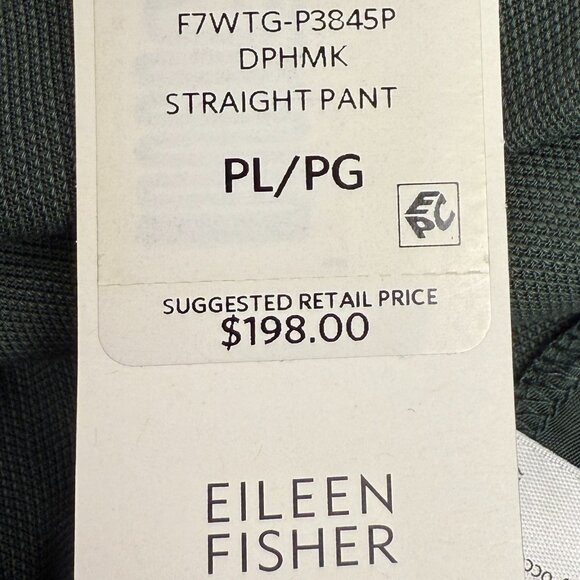 F7WTG-P3845P
DPHMK
STRAIGHT PANT
PL/PG
EPC
SUGGESTED RETAIL PRICE
$198.00
EILEEN
FISHER